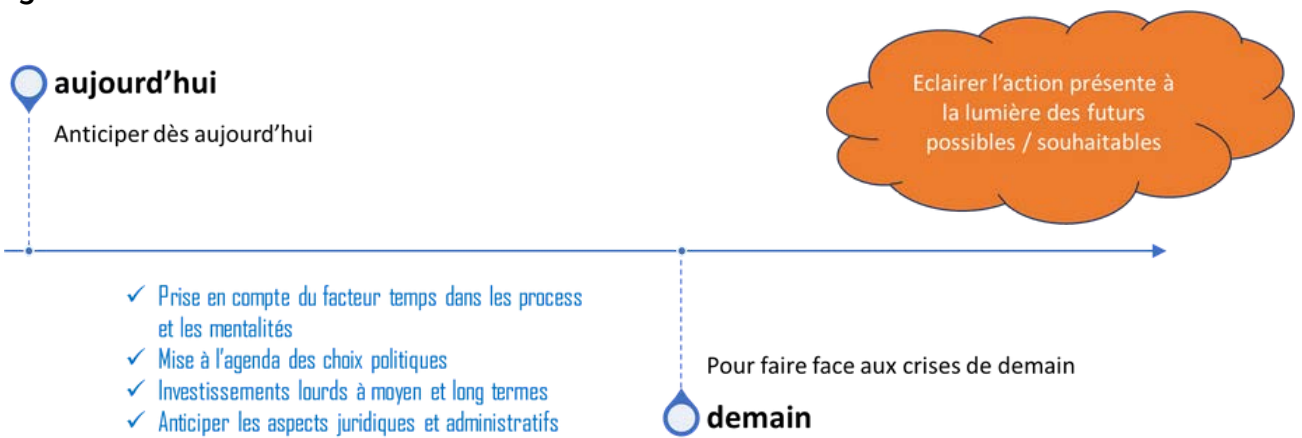 aujourd'hui
Anticiper dès aujourd'hui
Eclairer l'action présente à
la lumière des futurs
possibles / souhaitables
✓ Prise en compte du facteur temps dans les process
et les mentalités
✓ Mise à l'agenda des choix politiques
✓ Investissements lourds à moyen et long termes
✓ Anticiper les aspects juridiques et administratifs
Pour faire face aux crises de demain
demain